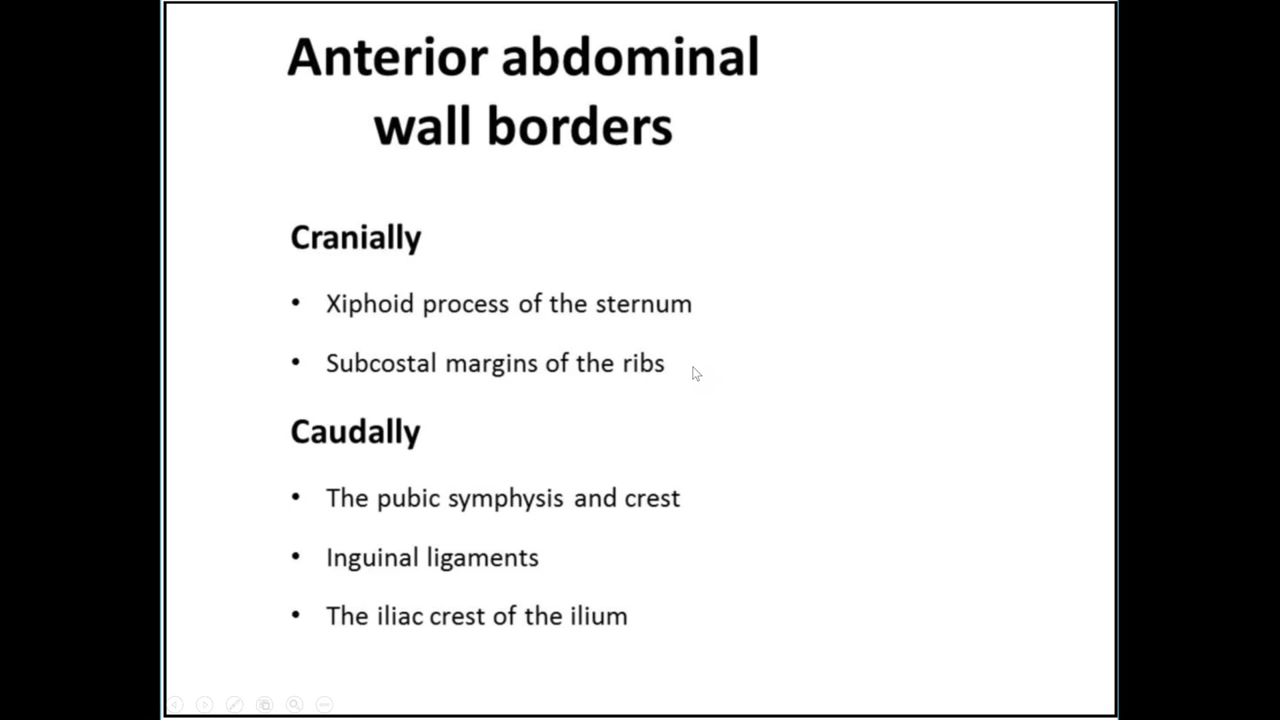 Anterior abdominal
wall borders
Cranially
• Xiphoid process of the sternum
• Subcostal margins of the ribs
Caudally
• The pubic symphysis and crest
• Inguinal ligaments
• The iliac crest of the ilium